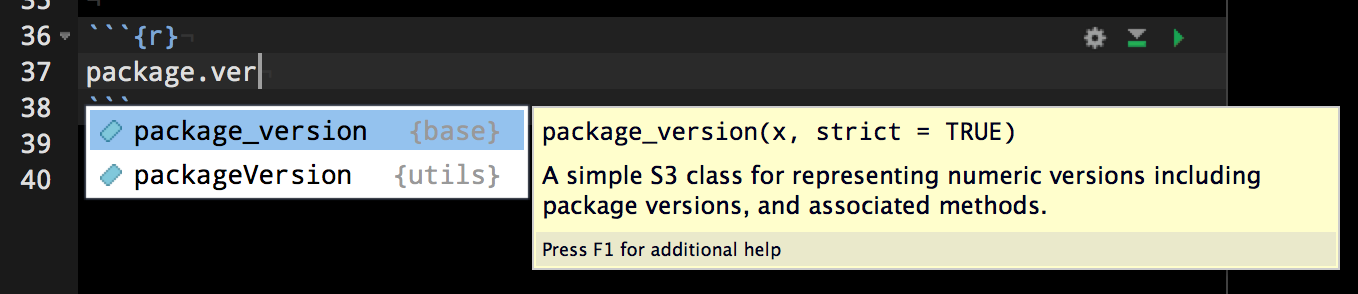 35
36 ```{r}¬
37 package.ver¬
38 ```
package_version {base}
39
packageVersion {utils}
40
package_version(x, strict = TRUE)
A simple S3 class for representing numeric versions including
package versions, and associated methods.
Press F1 for additional help